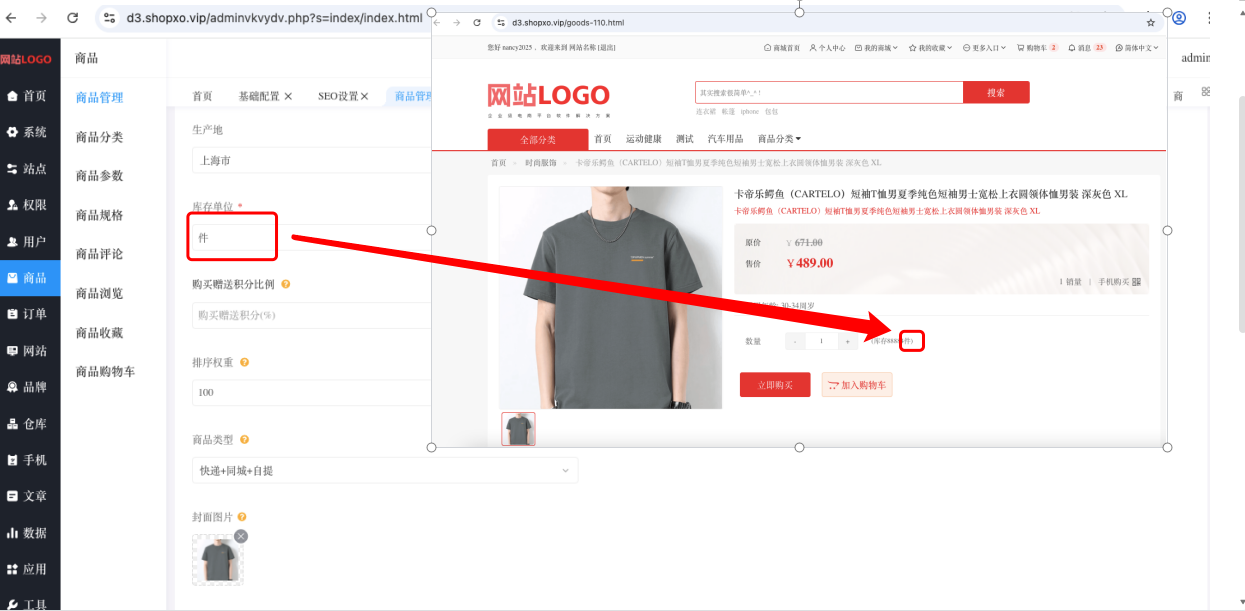 d3.shopxo.vip/adminvkvydv.php?s=index/index.html
网站LOGO
首页
系统
站点
权限
用户
商品
订单
网站
品牌
仓库
手机
文章
数据
应用
工具
商品
商品管理
商品分类
商品参数
商品规格
商品评论
商品浏览
商品收藏
商品购物车
admin
首页 基础配置 SEO设置 商品管理
商
生产地
上海市
库存单位 *
件
购买赠送积分比例
购买赠送积分(%)
排序权重
100
商品类型
快递+同城+自提
封面图片
d3.shopxo.vip/goods-110.html
您好 nancy2025，欢迎来到 网站名称 [退出]
商城首页 个人中心 我的商城 我的收藏 更多入口 购物车 2 消息 23 简体中文
网站LOGO
企业级电商平台软件解决方案
其实搜索很简单^_^！
搜索
连衣裙 帐篷 iphone 包包
全部分类 首页 运动健康 测试 汽车用品 商品分类
首页 > 时尚服饰 > 卡帝乐鳄鱼（CARTELO）短袖T恤男夏季纯色短袖男士宽松上衣圆领体恤男装 深灰色 XL
卡帝乐鳄鱼（CARTELO）短袖T恤男夏季纯色短袖男士宽松上衣圆领体恤男装 深灰色 XL
卡帝乐鳄鱼（CARTELO）短袖T恤男夏季纯色短袖男士宽松上衣圆领体恤男装 深灰色 XL
原价 ￥671.00
售价 ￥489.00
1 销量 | 手机购买
30-34周岁
数量 - 1 +
件)
立即购买 加入购物车